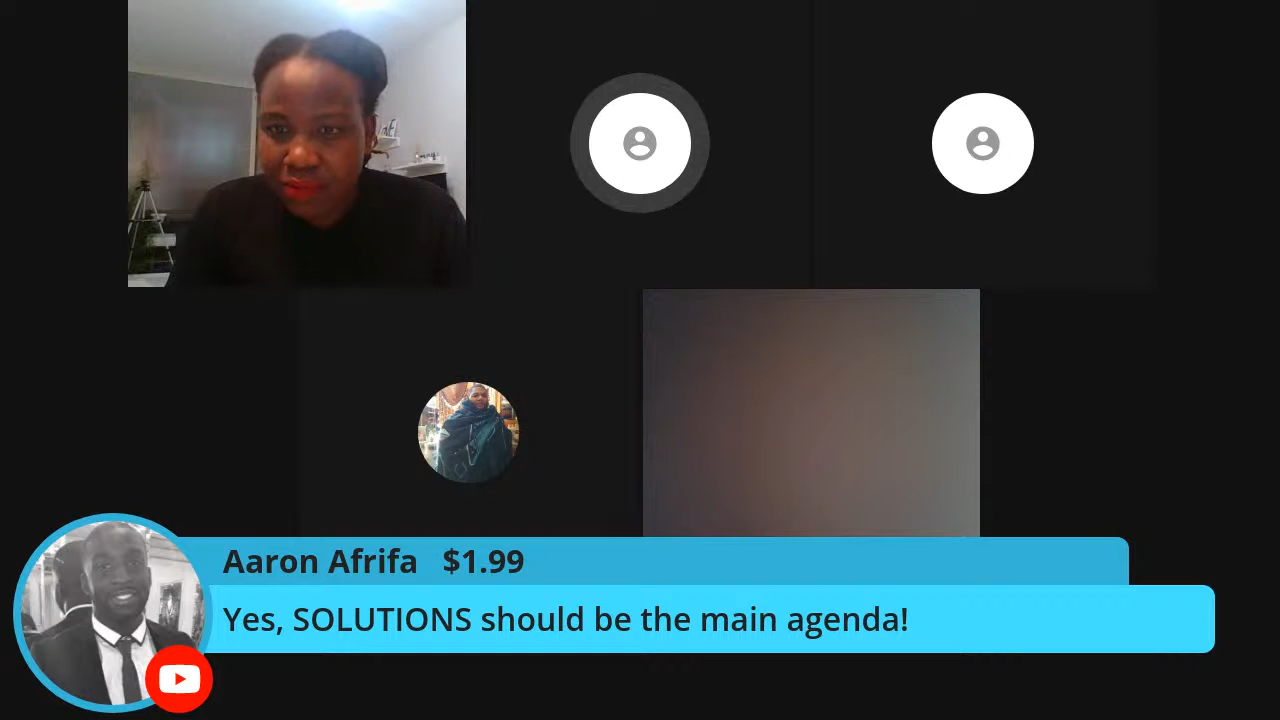 Aaron Afrifa $1.99
Yes, SOLUTIONS should be the main agenda!